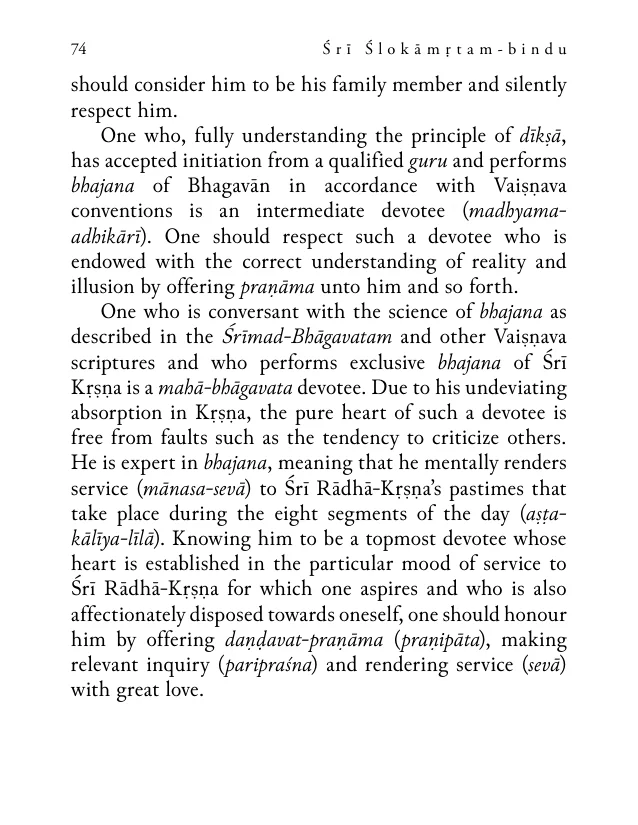 74
Śrī Ślokāmṛtam-bindu
should consider him to be his family member and silently
respect him.
One who, fully understanding the principle of dīkṣā,
has accepted initiation from a qualified guru and performs
bhajana of Bhagavān in accordance with Vaiṣṇava
conventions is an intermediate devotee (madhyama-
adhikārī). One should respect such a devotee who is
endowed with the correct understanding of reality and
illusion by offering praṇāma unto him and so forth.
One who is conversant with the science of bhajana as
described in the Śrīmad-Bhāgavatam and other Vaiṣṇava
scriptures and who performs exclusive bhajana of Śrī
Kṛṣṇa is a mahā-bhāgavata devotee. Due to his undeviating
absorption in Kṛṣṇa, the pure heart of such a devotee is
free from faults such as the tendency to criticize others.
He is expert in bhajana, meaning that he mentally renders
service (mānasa-sevā) to Śrī Rādhā-Kṛṣṇa’s pastimes that
take place during the eight segments of the day (aṣṭa-
kālīya-līlā). Knowing him to be a topmost devotee whose
heart is established in the particular mood of service to
Śrī Rādhā-Kṛṣṇa for which one aspires and who is also
affectionately disposed towards oneself, one should honour
him by offering daṇḍavat-praṇāma (praṇipāta), making
relevant inquiry (paripraśna) and rendering service (sevā)
with great love.